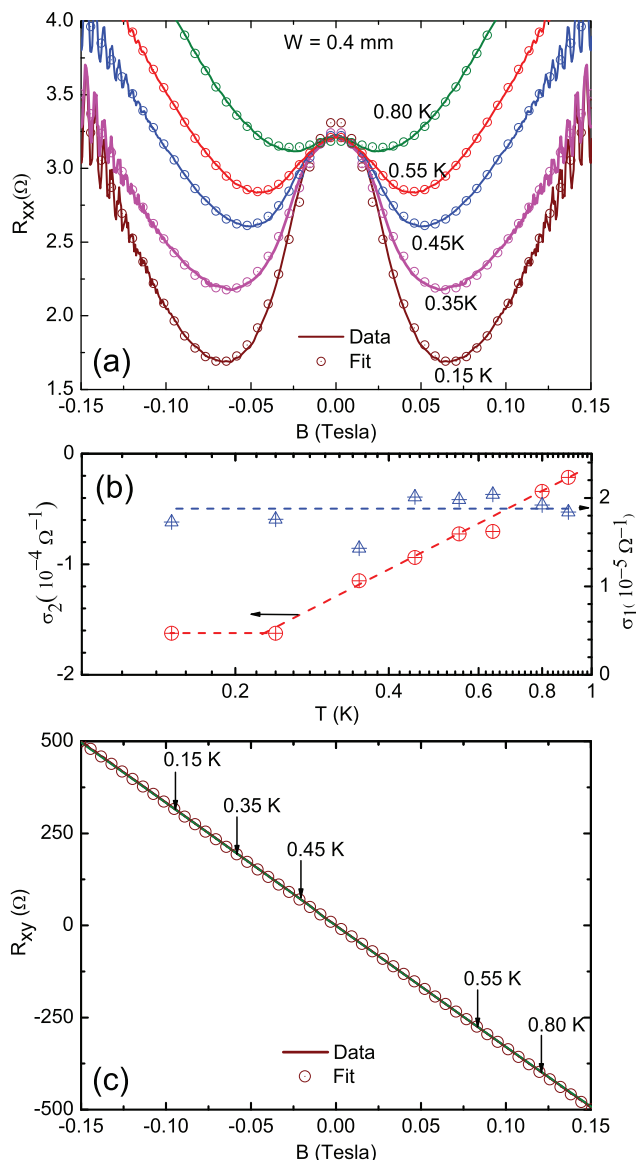 4.0
3.5
3.0
2.5
2.0
1.5
Rxx(Ω)
W = 0.4 mm
0.80 K
0.55 K
0.45K
0.35K
0.15 K
(a)
Data
Fit
-0.15 -0.10 -0.05 0.00 0.05 0.10 0.15
B (Tesla)
(b)
0
-1
-2
σ2( 10−4 Ω−1)
2
1
0
σ1( 10−5 Ω−1)
0.2 0.4 0.6 0.8 1
T (K)
500
250
0
-250
-500
Rxy (Ω)
0.15 K
0.35 K
0.45 K
0.55 K
0.80 K
(c)
Data
Fit
-0.15 -0.10 -0.05 0.00 0.05 0.10 0.15
B (Tesla)